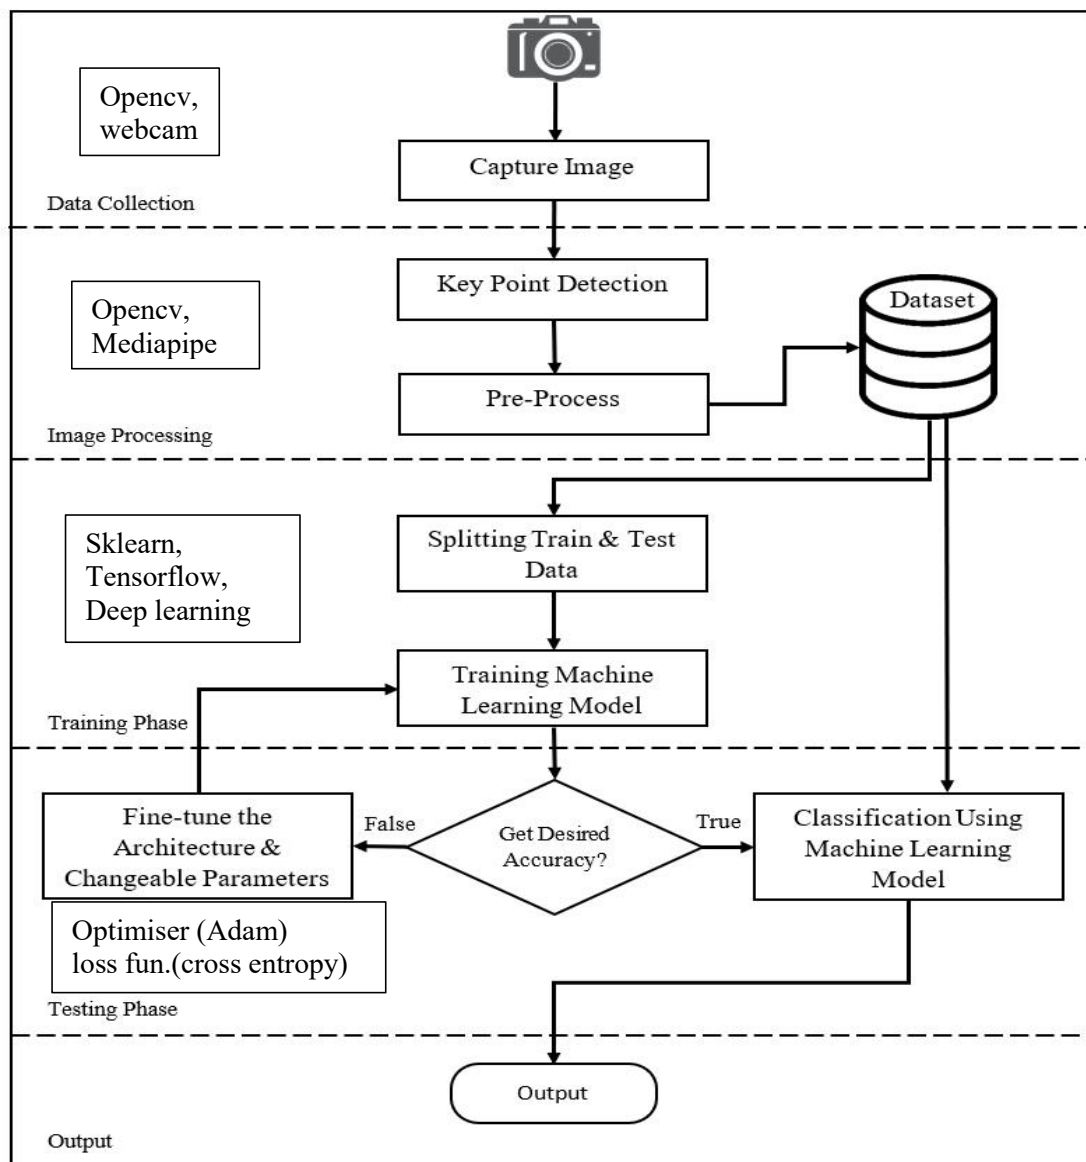 Opencv,
webcam
Capture Image
Data Collection
Key Point Detection
Opencv,
Mediapipe
Dataset
Pre-Process
Image Processing
Splitting Train & Test
Data
Sklearn,
Tensorflow,
Deep learning
Training Machine
Learning Model
Training Phase
Fine-tune the
Architecture &
Changeable Parameters
False
Get Desired
Accuracy?
True
Classification Using
Machine Learning
Model
Optimiser (Adam)
loss fun.(cross entropy)
Testing Phase
Output
Output